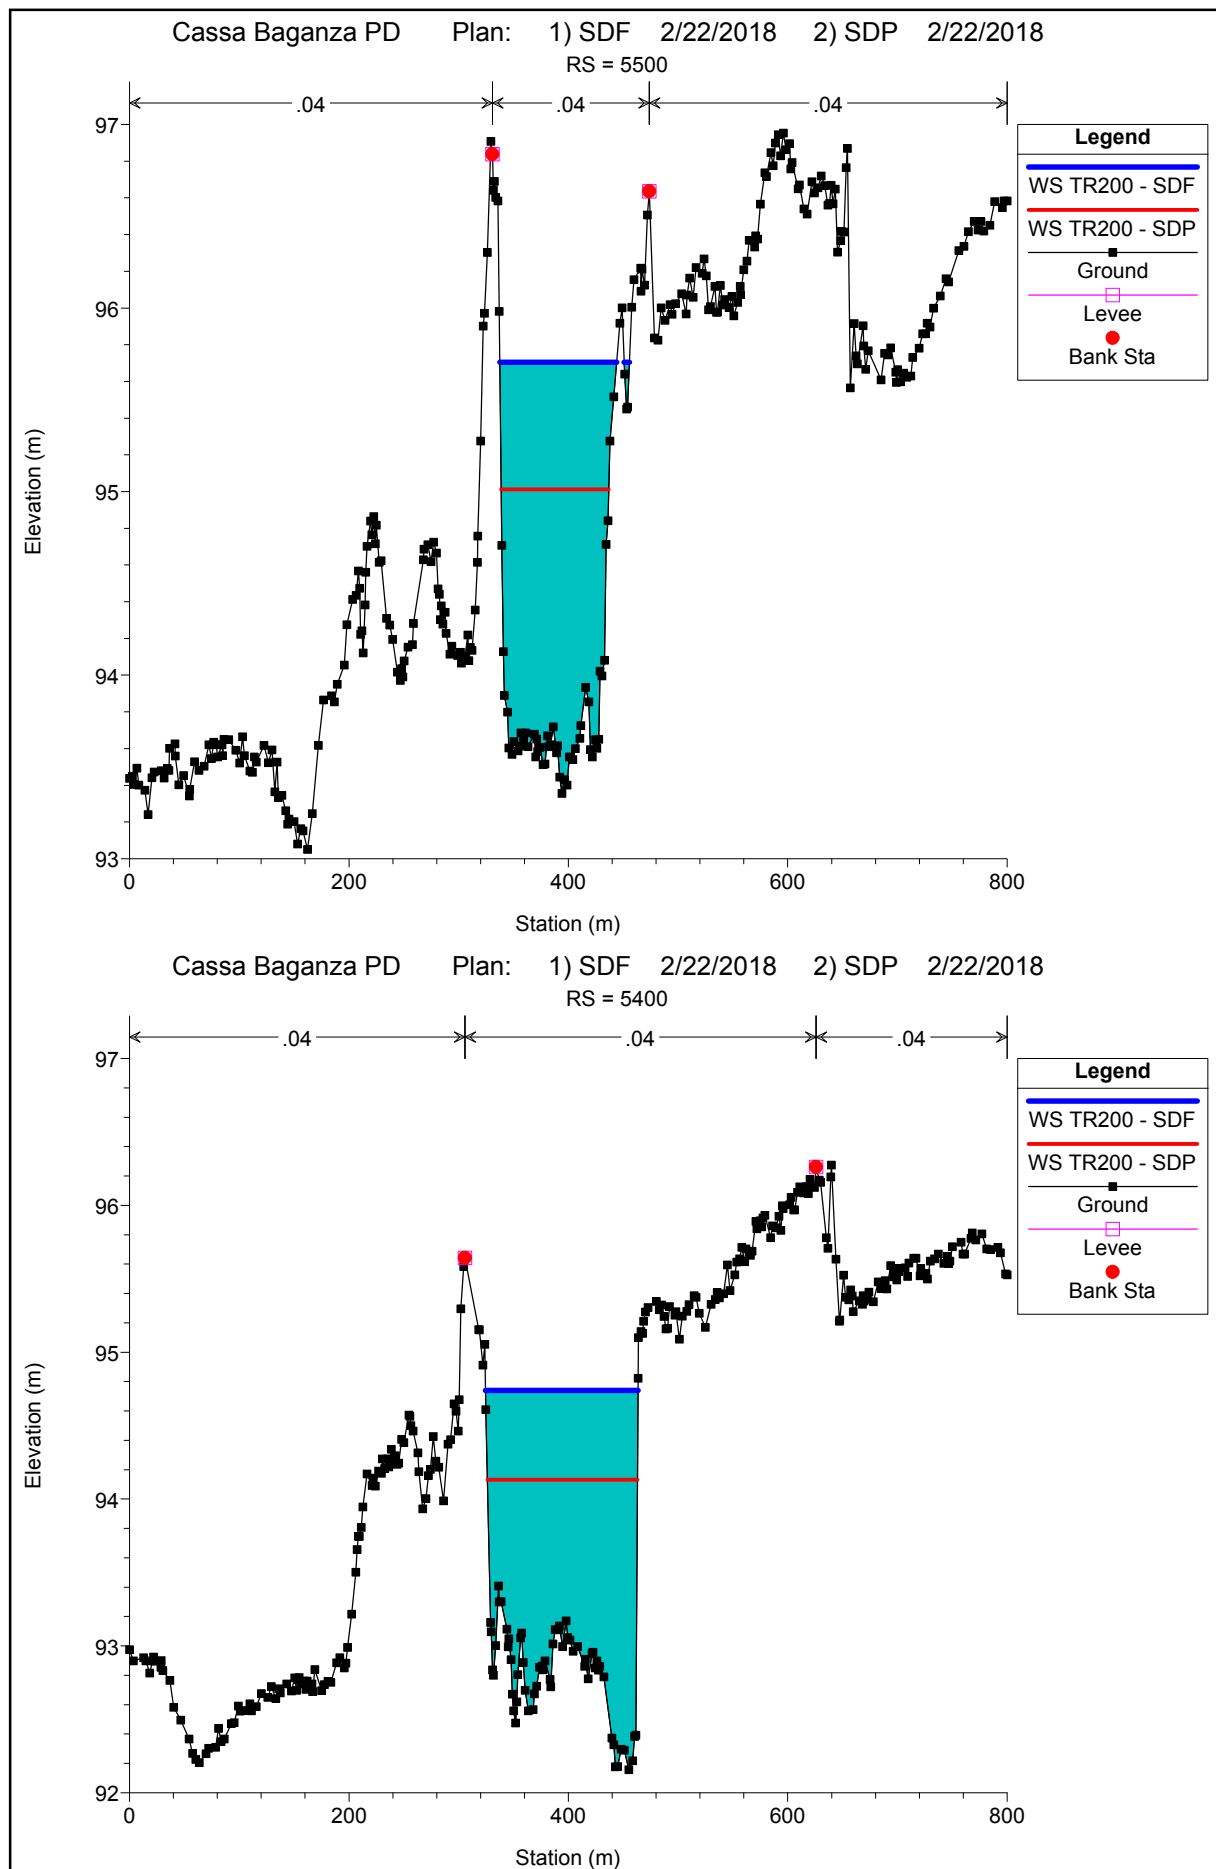 Cassa Baganza PD Plan: 1) SDF 2/22/2018 2) SDP 2/22/2018
RS = 5500
.04 .04 .04
Legend
WS TR200 - SDF
WS TR200 - SDP
Ground
Levee
Bank Sta
97
96
95
94
93
Elevation (m)
0 200 400 600 800
Station (m)
Cassa Baganza PD Plan: 1) SDF 2/22/2018 2) SDP 2/22/2018
RS = 5400
.04 .04 .04
Legend
WS TR200 - SDF
WS TR200 - SDP
Ground
Levee
Bank Sta
97
96
95
94
93
92
Elevation (m)
0 200 400 600 800
Station (m)